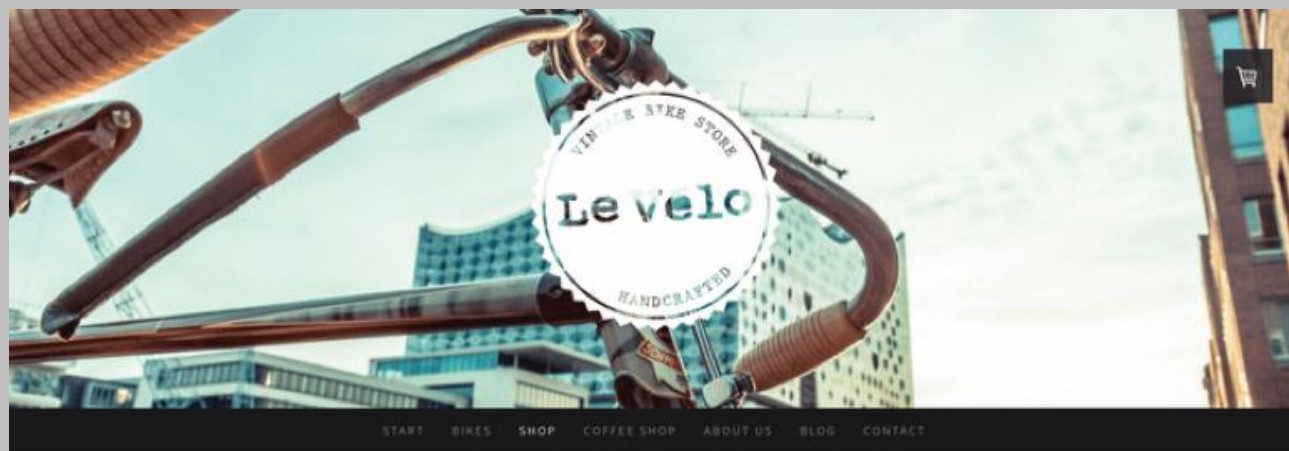 VINTAGE BIKE STORE
Le Velo
HANDCRAFTED
START BIKES SHOP COFFEE SHOP ABOUT US BLOG CONTACT